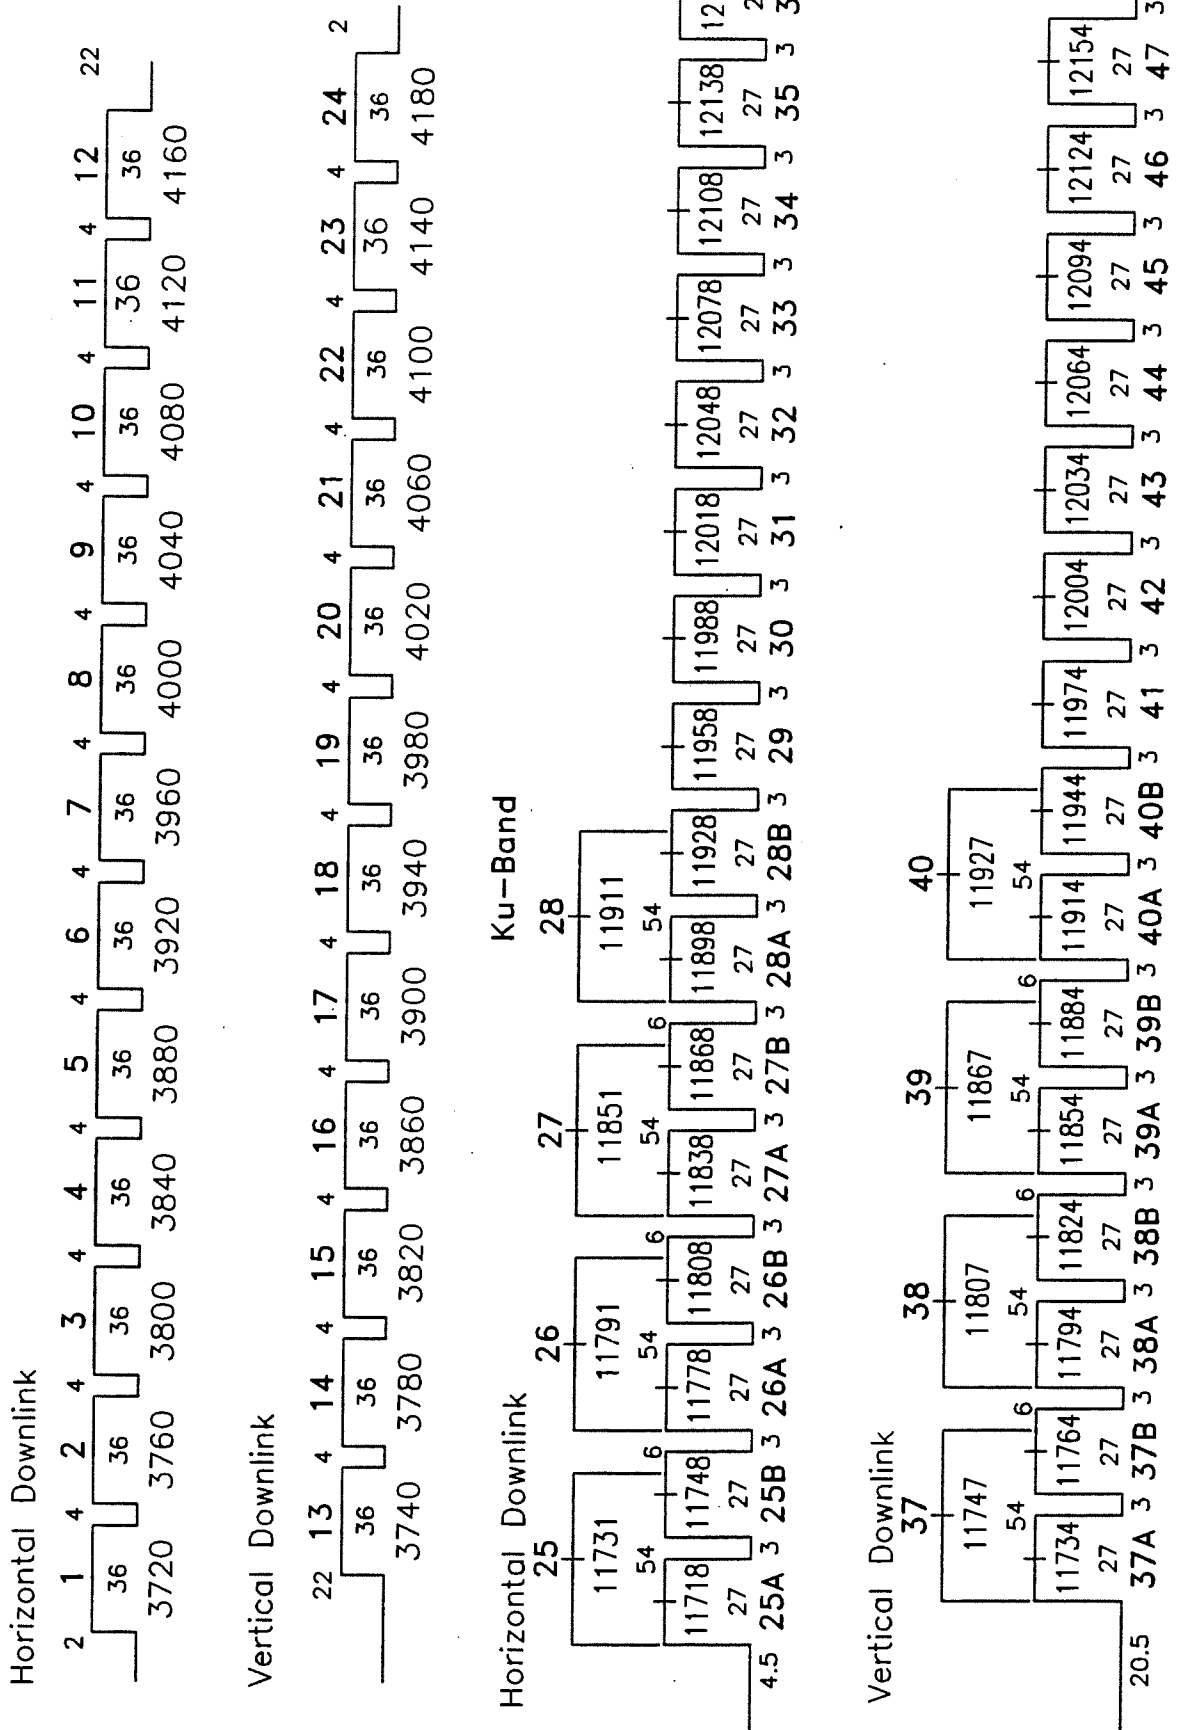 Horizontal Downlink
2 1 4 2 4 3 4 4 4 5 4 6 4 7 4 8 4 9 4 10 4 11 4 12 22
36 36 36 36 36 36 36 36 36 36 36 36
3720 3760 3800 3840 3880 3920 3960 4000 4040 4080 4120 4160
Vertical Downlink
22 13 4 14 4 15 4 16 4 17 4 18 4 19 4 20 4 21 4 22 4 23 4 24 2
36 36 36 36 36 36 36 36 36 36 36 36
3740 3780 3820 3860 3900 3940 3980 4020 4060 4100 4140 4180
Ku-Band
Horizontal Downlink
25 26 27 28
11731 11791 11851 11911
54 6 54 6 54 6 54
11718 11748 11778 11808 11838 11868 11898 11928 11958 11988 12018 12048 12078 12108 12138
27 27 27 27 27 27 27 27 27 27 27 27 27 27 27
4.5 25A 3 25B 3 26A 3 26B 3 27A 3 27B 3 28A 3 28B 3 29 3 30 3 31 3 32 3 33 3 34 3 35 3
Vertical Downlink
37 38 39 40
11747 11807 11867 11927
54 6 54 6 54 6 54
11734 11764 11794 11824 11854 11884 11914 11944 11974 12004 12034 12064 12094 12124 12154
27 27 27 27 27 27 27 27 27 27 27 27 27 27 27
20.5 37A 3 37B 3 38A 3 38B 3 39A 3 39B 3 40A 3 40B 3 41 3 42 3 43 3 44 3 45 3 46 3 47 3